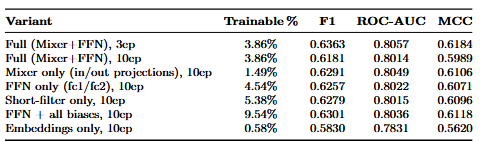 Variant Trainable % F1 ROC-AUC MCC
Full (Mixer+FFN), 3ep 3.86% 0.6363 0.8057 0.6184
Full (Mixer+FFN), 10ep 3.86% 0.6181 0.8014 0.5989
Mixer only (in/out projections), 10ep 1.49% 0.6291 0.8049 0.6106
FFN only (fc1/fc2), 10ep 4.54% 0.6257 0.8022 0.6071
Short-filter only, 10ep 5.38% 0.6279 0.8015 0.6096
FFN + all biases, 10ep 9.54% 0.6301 0.8036 0.6118
Embeddings only, 10ep 0.58% 0.5830 0.7831 0.5620